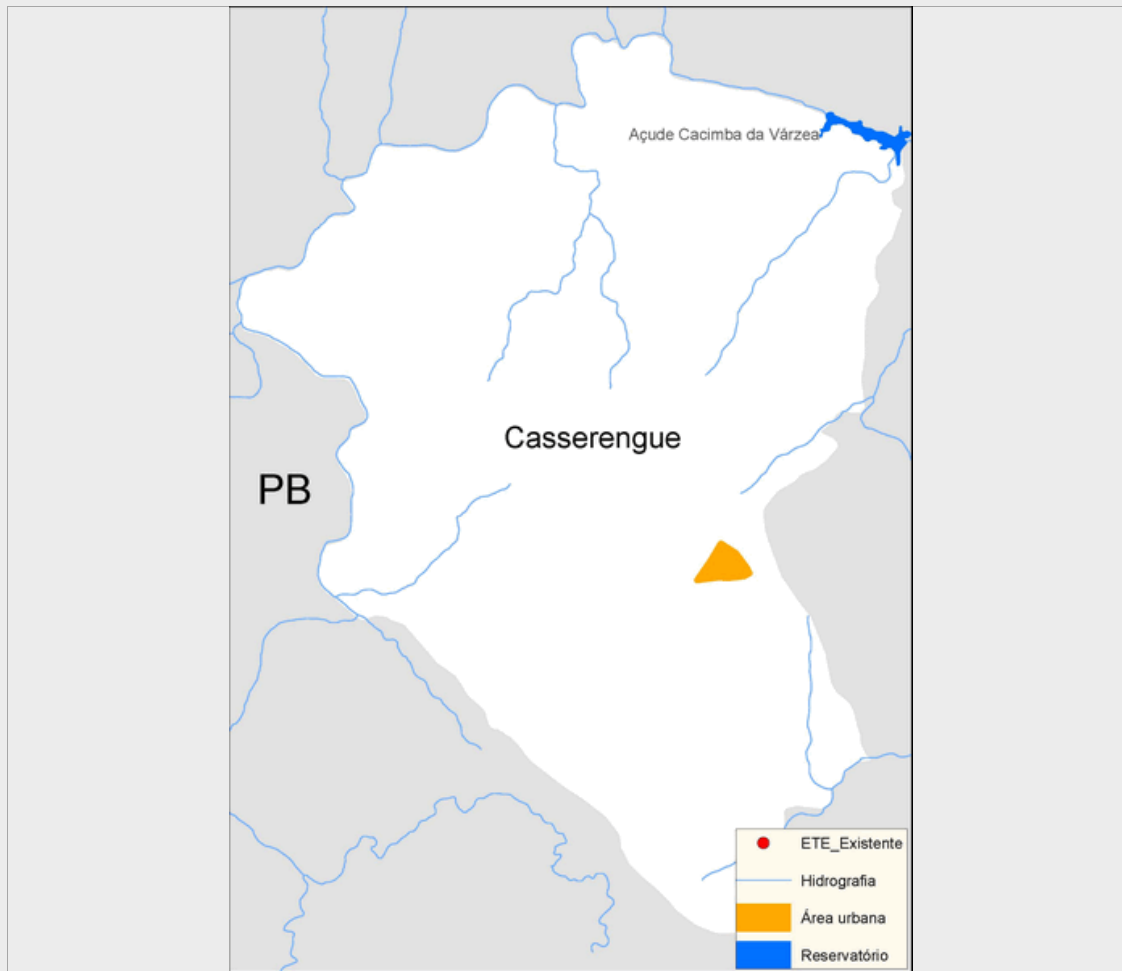 Açude Cacimba da Várzea
Casserengue
PB
ETE_Existente
Hidrografia
Área urbana
Reservatório